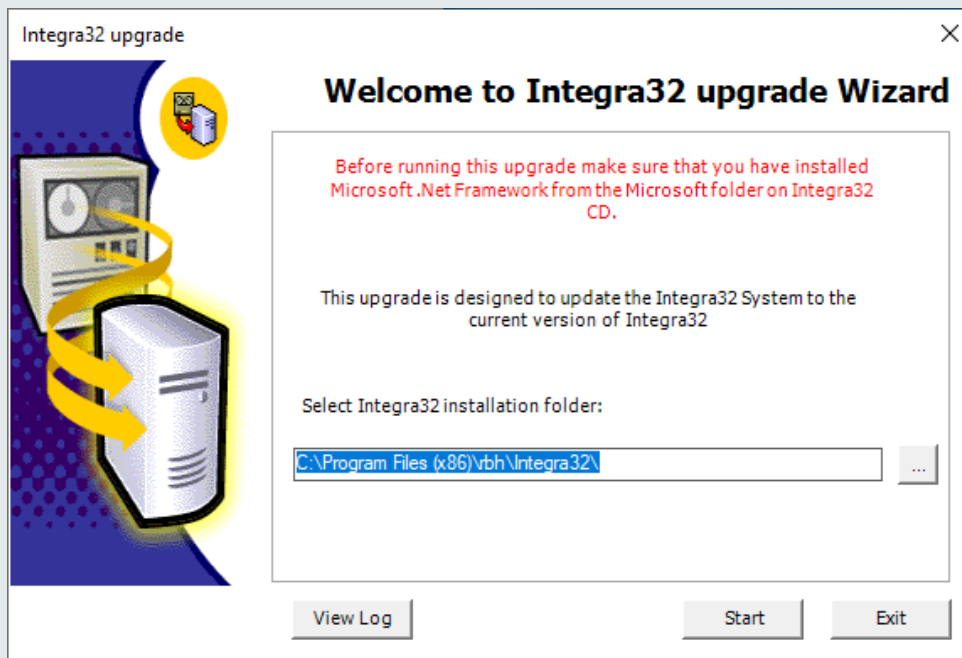 Integra32 upgrade
Welcome to Integra32 upgrade Wizard
Before running this upgrade make sure that you have installed
Microsoft .Net Framework from the Microsoft folder on Integra32
CD.
This upgrade is designed to update the Integra32 System to the
current version of Integra32
Select Integra32 installation folder:
C:\Program Files (x86)\rbh\Integra32\
...
View Log
Start
Exit